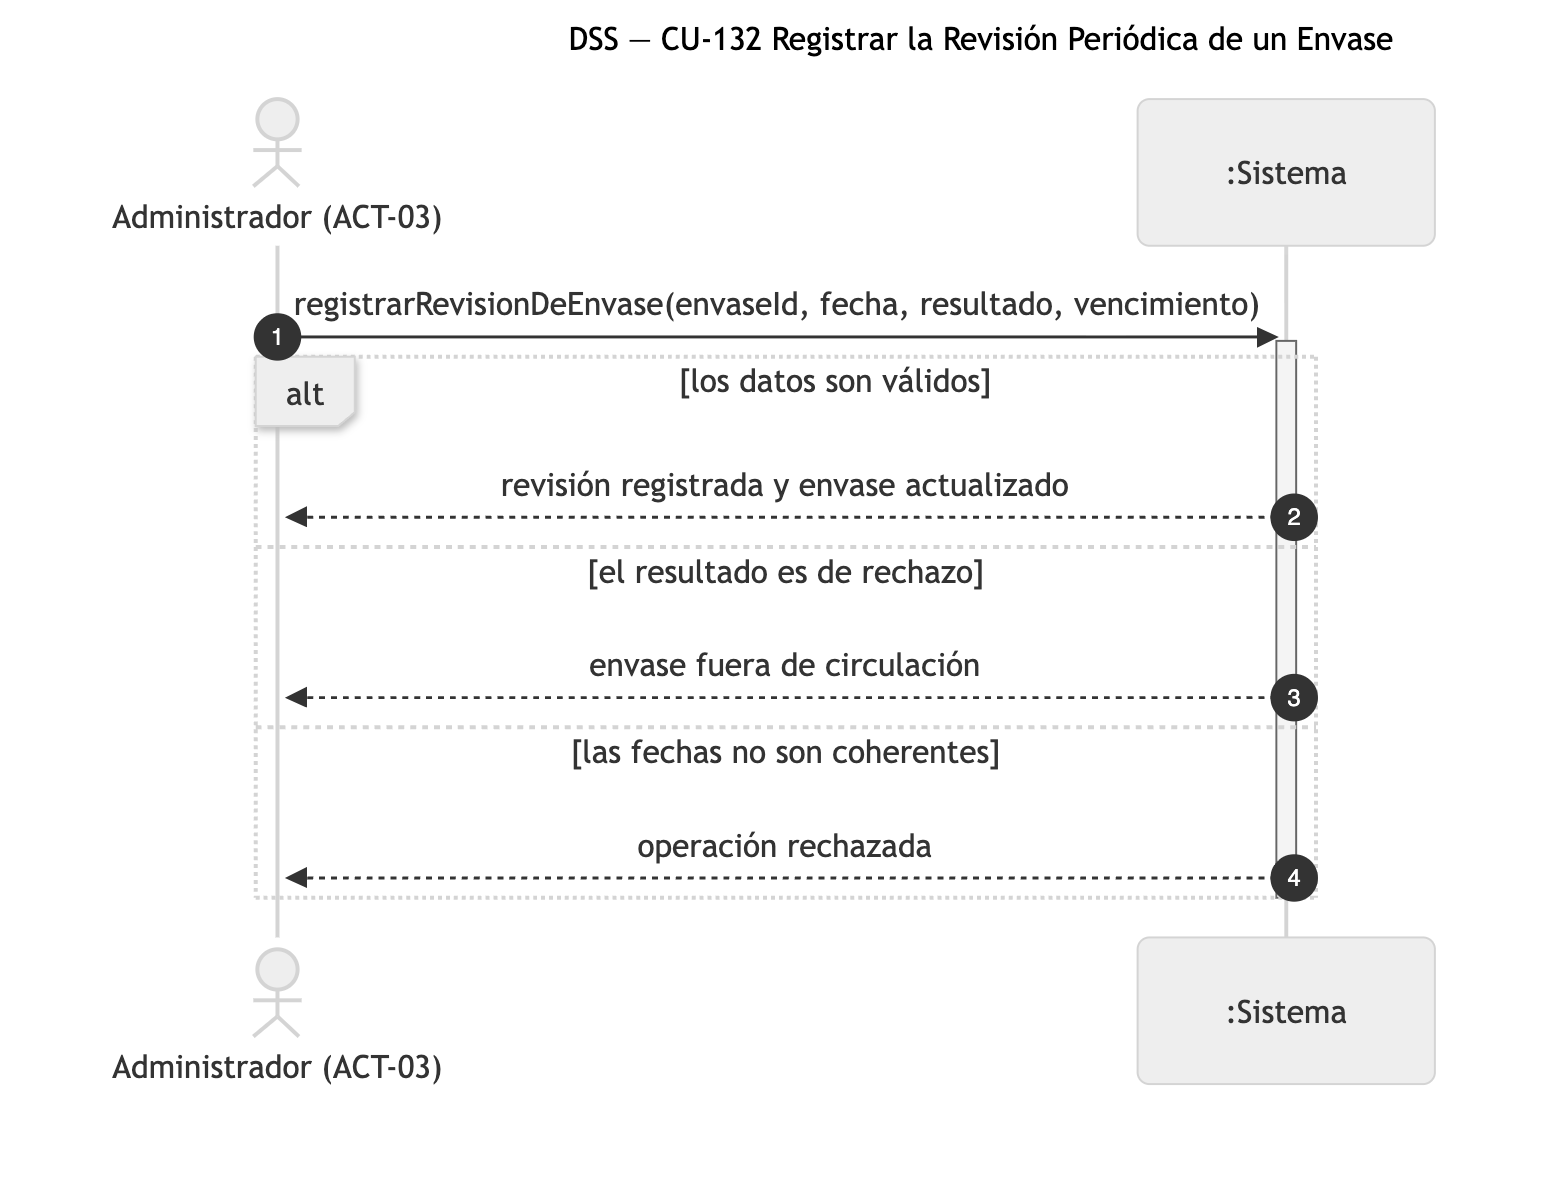 DSS — CU-132 Registrar la Revisión Periódica de un Envase
:Sistema
Administrador (ACT-03)
registrarRevisionDeEnvase(envaseId, fecha, resultado, vencimiento)
1
alt
[los datos son válidos]
revisión registrada y envase actualizado
2
[el resultado es de rechazo]
envase fuera de circulación
3
[las fechas no son coherentes]
operación rechazada
4
:Sistema
Administrador (ACT-03)